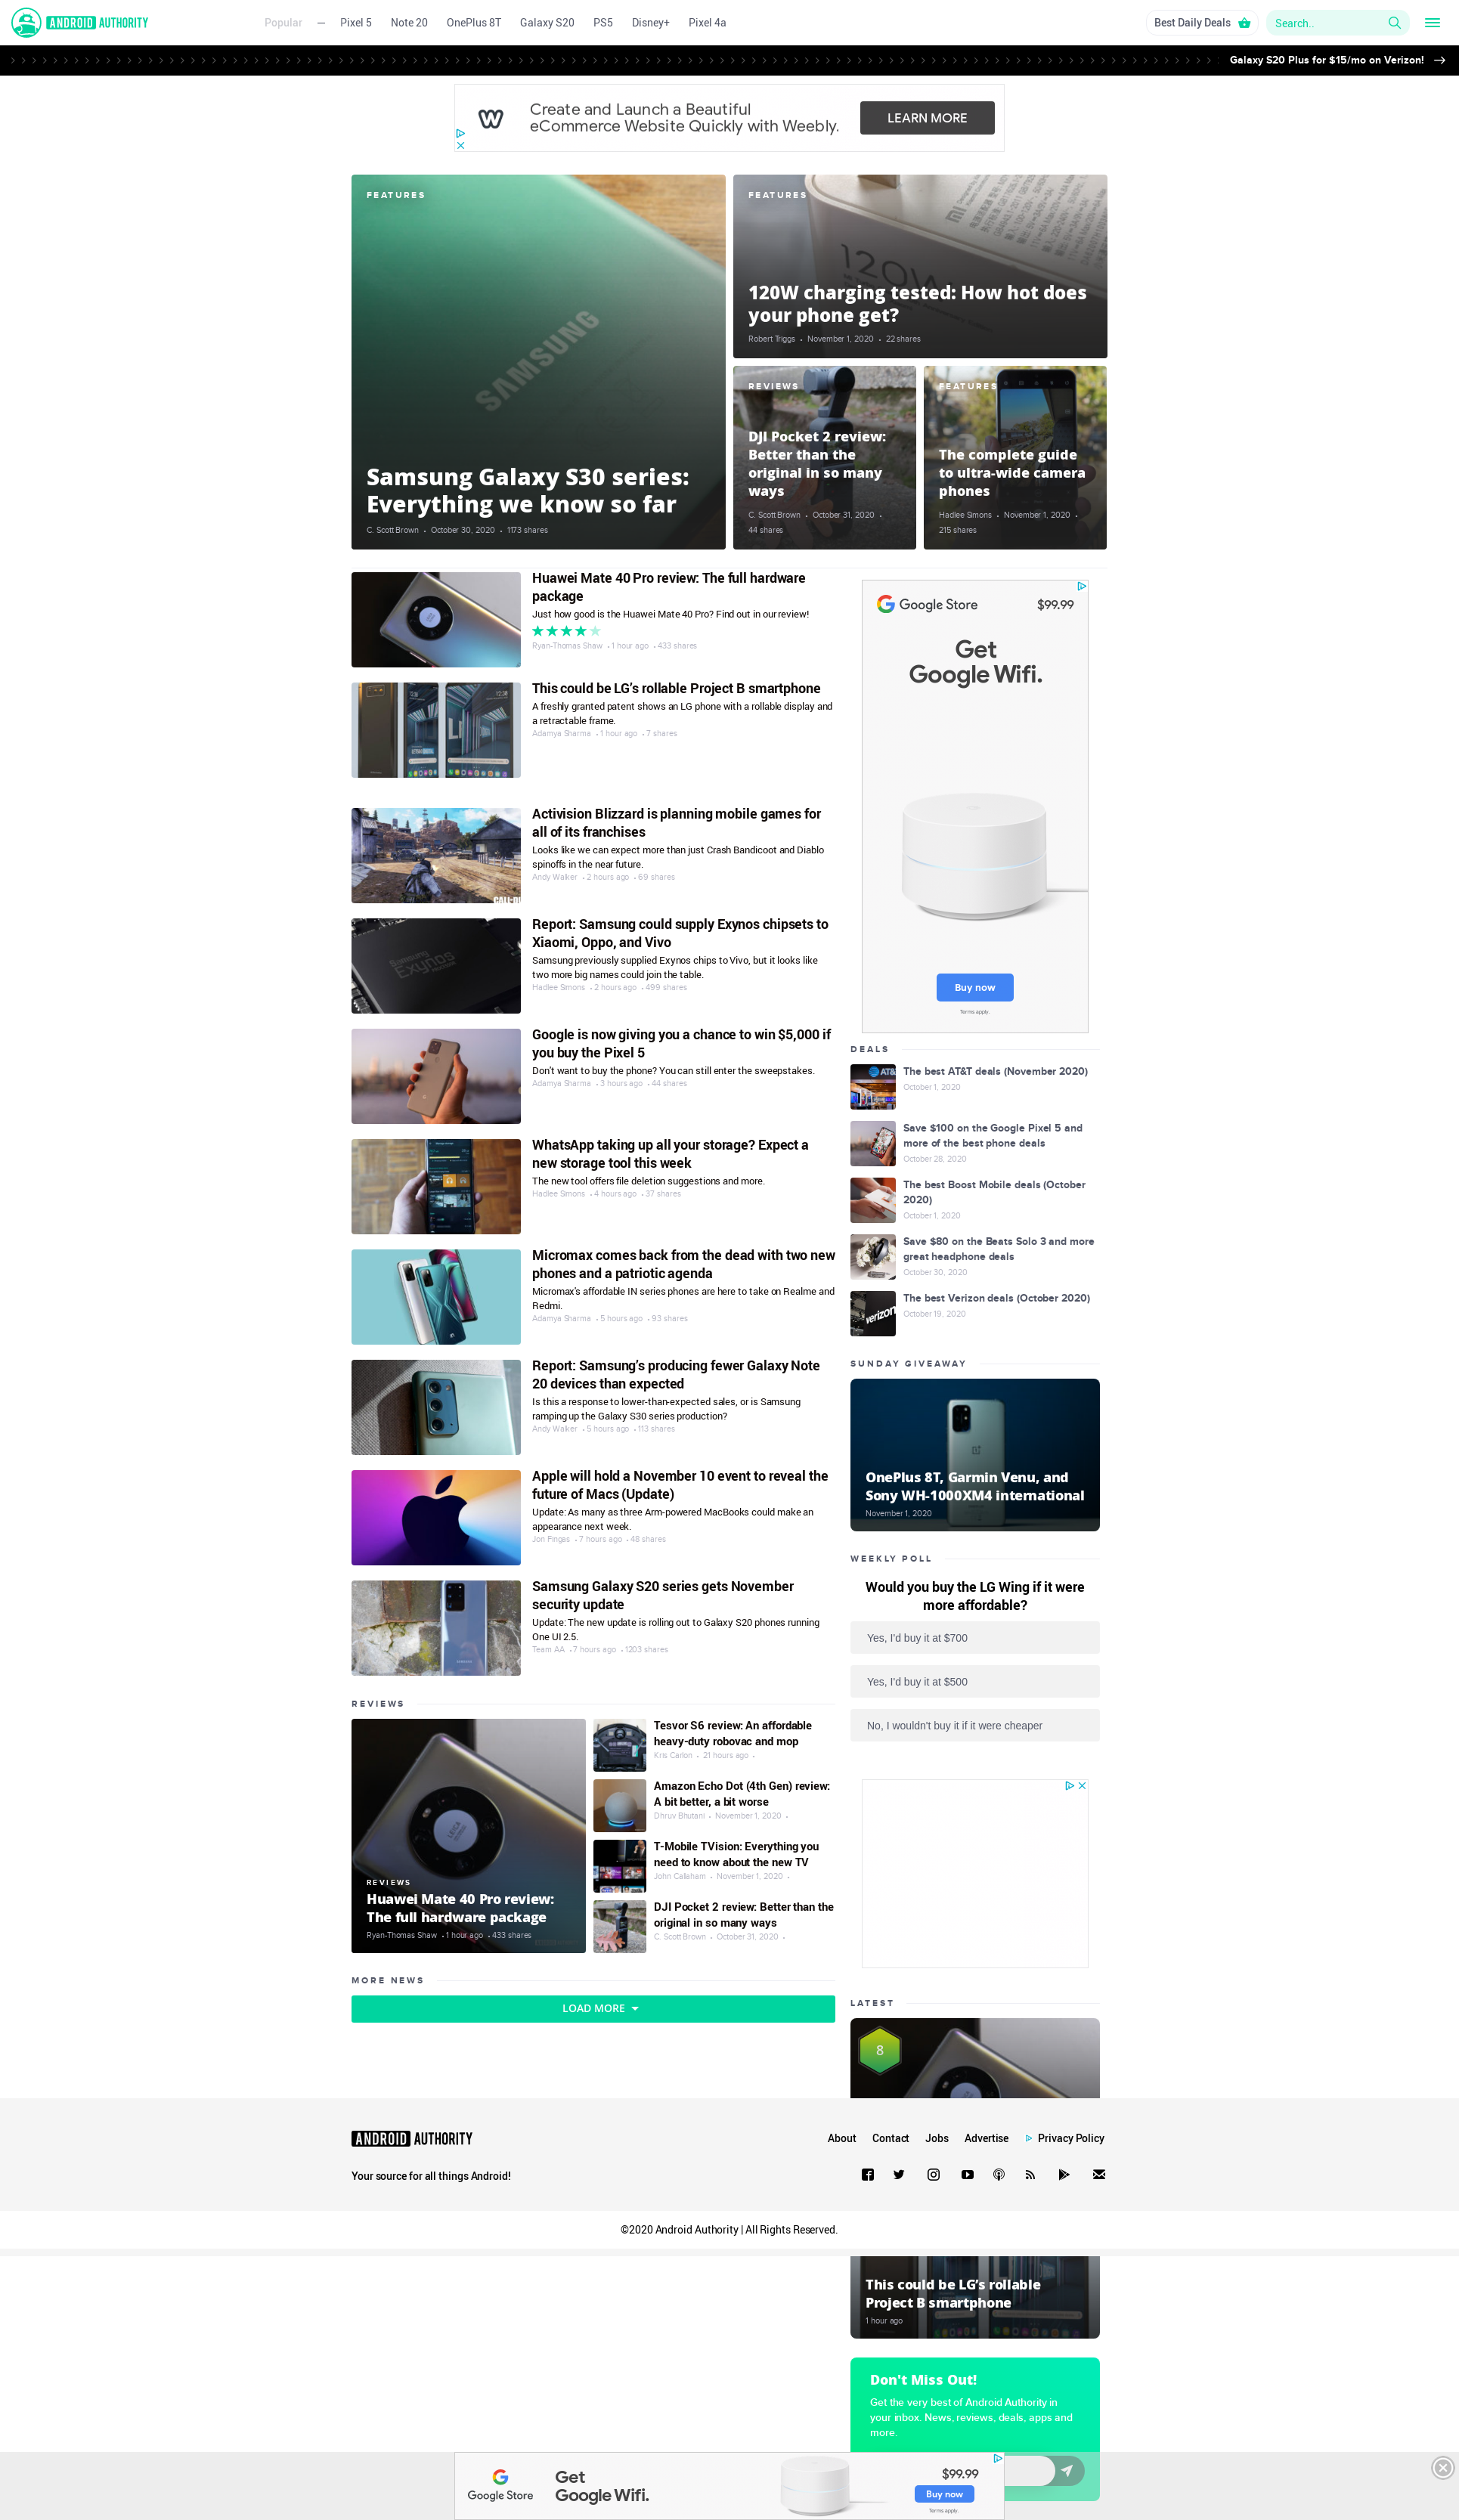 ANDROID AUTHORITY
Popular — Pixel 5 Note 20 OnePlus 8T Galaxy S20 PS5 Disney+ Pixel 4a
Best Daily Deals
Search..
Galaxy S20 Plus for $15/mo on Verizon!
Create and Launch a Beautiful
eCommerce Website Quickly with Weebly.
LEARN MORE
FEATURES
SAMSUNG
Samsung Galaxy S30 series:
Everything we know so far
C. Scott Brown • October 30, 2020 • 1173 shares
FEATURES
120W
120W charging tested: How hot does
your phone get?
Robert Triggs • November 1, 2020 • 22 shares
REVIEWS
DJI Pocket 2 review:
Better than the
original in so many
ways
C. Scott Brown • October 31, 2020 •
44 shares
FEATURES
The complete guide
to ultra-wide camera
phones
Hadlee Simons • November 1, 2020 •
215 shares
Huawei Mate 40 Pro review: The full hardware
package
Just how good is the Huawei Mate 40 Pro? Find out in our review!
Ryan-Thomas Shaw • 1 hour ago • 433 shares
This could be LG’s rollable Project B smartphone
A freshly granted patent shows an LG phone with a rollable display and
a retractable frame.
Adamya Sharma • 1 hour ago • 7 shares
Activision Blizzard is planning mobile games for
all of its franchises
Looks like we can expect more than just Crash Bandicoot and Diablo
spinoffs in the near future.
Andy Walker • 2 hours ago • 69 shares
Report: Samsung could supply Exynos chipsets to
Xiaomi, Oppo, and Vivo
Samsung previously supplied Exynos chips to Vivo, but it looks like
two more big names could join the table.
Hadlee Simons • 2 hours ago • 499 shares
Exynos
Google is now giving you a chance to win $5,000 if
you buy the Pixel 5
Don't want to buy the phone? You can still enter the sweepstakes.
Adamya Sharma • 3 hours ago • 44 shares
WhatsApp taking up all your storage? Expect a
new storage tool this week
The new tool offers file deletion suggestions and more.
Hadlee Simons • 4 hours ago • 37 shares
Micromax comes back from the dead with two new
phones and a patriotic agenda
Micromax's affordable IN series phones are here to take on Realme and
Redmi.
Adamya Sharma • 5 hours ago • 93 shares
Report: Samsung’s producing fewer Galaxy Note
20 devices than expected
Is this a response to lower-than-expected sales, or is Samsung
ramping up the Galaxy S30 series production?
Andy Walker • 5 hours ago • 113 shares
Apple will hold a November 10 event to reveal the
future of Macs (Update)
Update: As many as three Arm-powered MacBooks could make an
appearance next week.
Jon Fingas • 7 hours ago • 48 shares
Samsung Galaxy S20 series gets November
security update
Update: The new update is rolling out to Galaxy S20 phones running
One UI 2.5.
Team AA • 7 hours ago • 1203 shares
REVIEWS
REVIEWS
Huawei Mate 40 Pro review:
The full hardware package
Ryan-Thomas Shaw • 1 hour ago • 433 shares
Tesvor S6 review: An affordable
heavy-duty robovac and mop
Kris Carlon • 21 hours ago •
Amazon Echo Dot (4th Gen) review:
A bit better, a bit worse
Dhruv Bhutani • November 1, 2020 •
T-Mobile TVision: Everything you
need to know about the new TV
John Callaham • November 1, 2020 •
DJI Pocket 2 review: Better than the
original in so many ways
C. Scott Brown • October 31, 2020 •
MORE NEWS
LOAD MORE
Google Store $99.99
Get
Google Wifi.
Buy now
Terms apply.
DEALS
The best AT&T deals (November 2020)
October 1, 2020
Save $100 on the Google Pixel 5 and
more of the best phone deals
October 28, 2020
The best Boost Mobile deals (October
2020)
October 1, 2020
Save $80 on the Beats Solo 3 and more
great headphone deals
October 30, 2020
The best Verizon deals (October 2020)
October 19, 2020
verizon
SUNDAY GIVEAWAY
OnePlus 8T, Garmin Venu, and
Sony WH-1000XM4 international
November 1, 2020
WEEKLY POLL
Would you buy the LG Wing if it were
more affordable?
Yes, I'd buy it at $700
Yes, I'd buy it at $500
No, I wouldn't buy it if it were cheaper
LATEST
8
ANDROID AUTHORITY
Your source for all things Android!
About Contact Jobs Advertise Privacy Policy
©2020 Android Authority | All Rights Reserved.
This could be LG’s rollable
Project B smartphone
1 hour ago
Don't Miss Out!
Get the very best of Android Authority in
your inbox. News, reviews, deals, apps and
more.
Google Store
Get
Google Wifi.
$99.99
Buy now
Terms apply.